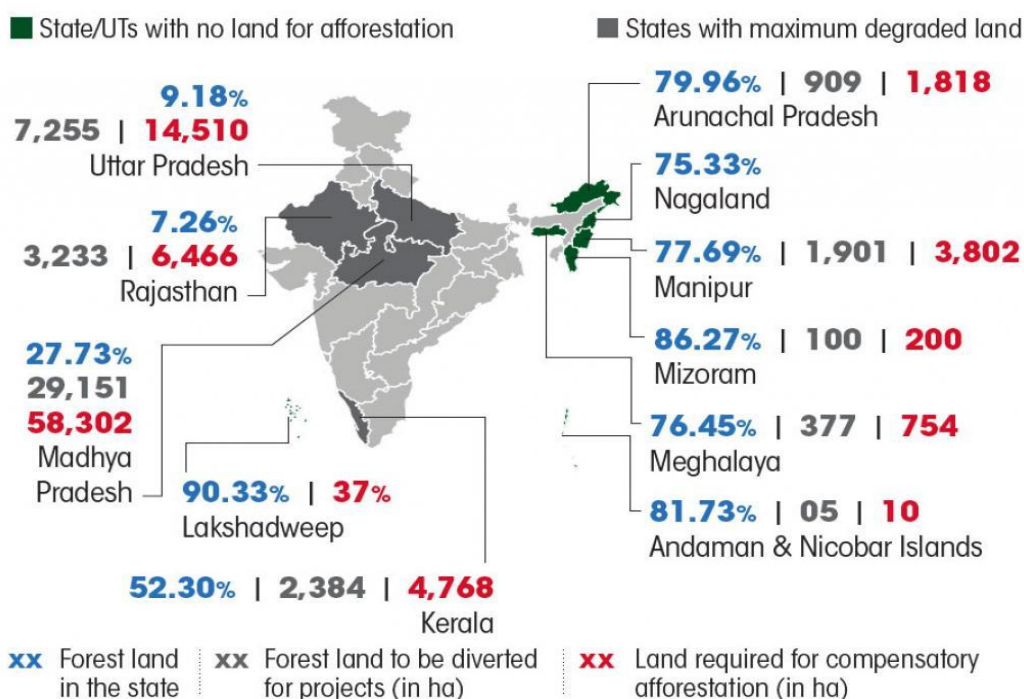 State/UTs with no land for afforestation
States with maximum degraded land
9.18%
7,255 | 14,510
Uttar Pradesh
7.26%
3,233 | 6,466
Rajasthan
27.73%
29,151
58,302
Madhya
Pradesh
90.33% | 37%
Lakshadweep
52.30% | 2,384 | 4,768
Kerala
79.96% | 909 | 1,818
Arunachal Pradesh
75.33%
Nagaland
77.69% | 1,901 | 3,802
Manipur
86.27% | 100 | 200
Mizoram
76.45% | 377 | 754
Meghalaya
81.73% | 05 | 10
Andaman & Nicobar Islands
xx Forest land
in the state
xx Forest land to be diverted
for projects (in ha)
xx Land required for compensatory
afforestation (in ha)